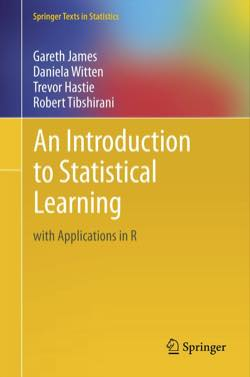 Springer Texts in Statistics
Gareth James
Daniela Witten
Trevor Hastie
Robert Tibshirani
An Introduction
to Statistical
Learning
with Applications in R
Springer